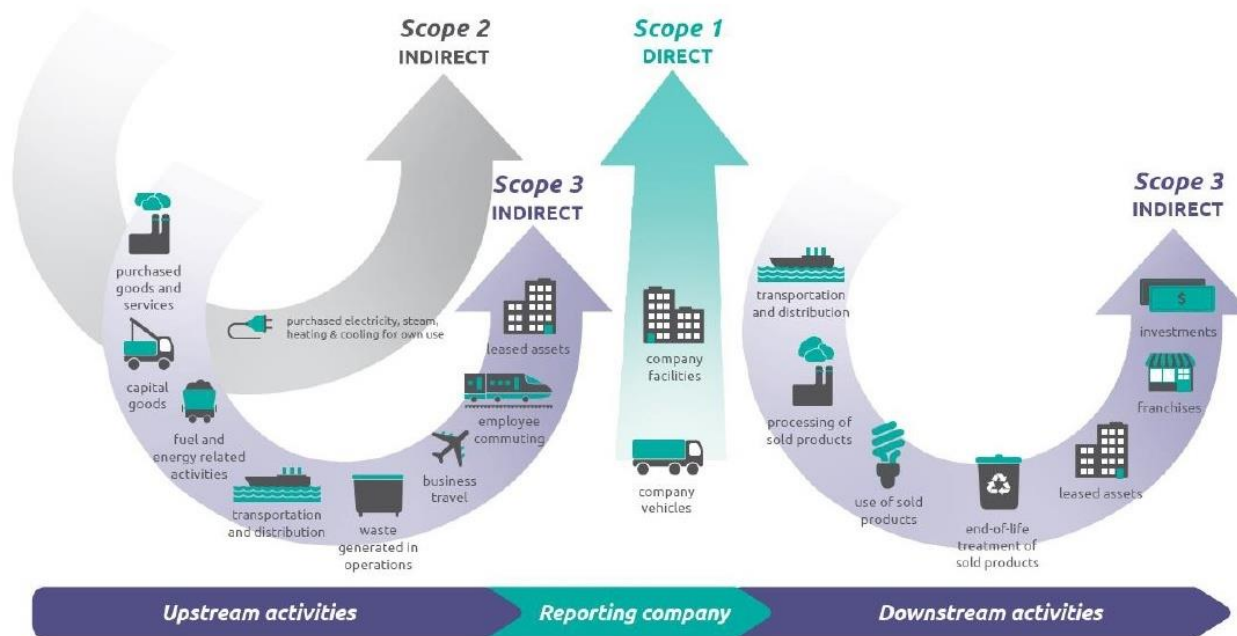 Scope 2
INDIRECT
Scope 1
DIRECT
Scope 3
INDIRECT
Scope 3
INDIRECT
purchased
goods and
services
capital
goods
fuel and
energy related
activities
transportation
and distribution
waste
generated in
operations
business
travel
employee
commuting
leased assets
purchased electricity, steam,
heating & cooling for own use
company
facilities
company
vehicles
transportation
and distribution
processing of
sold products
use of sold
products
end-of-life
treatment of
sold products
leased assets
franchises
$
investments
Upstream activities
Reporting company
Downstream activities